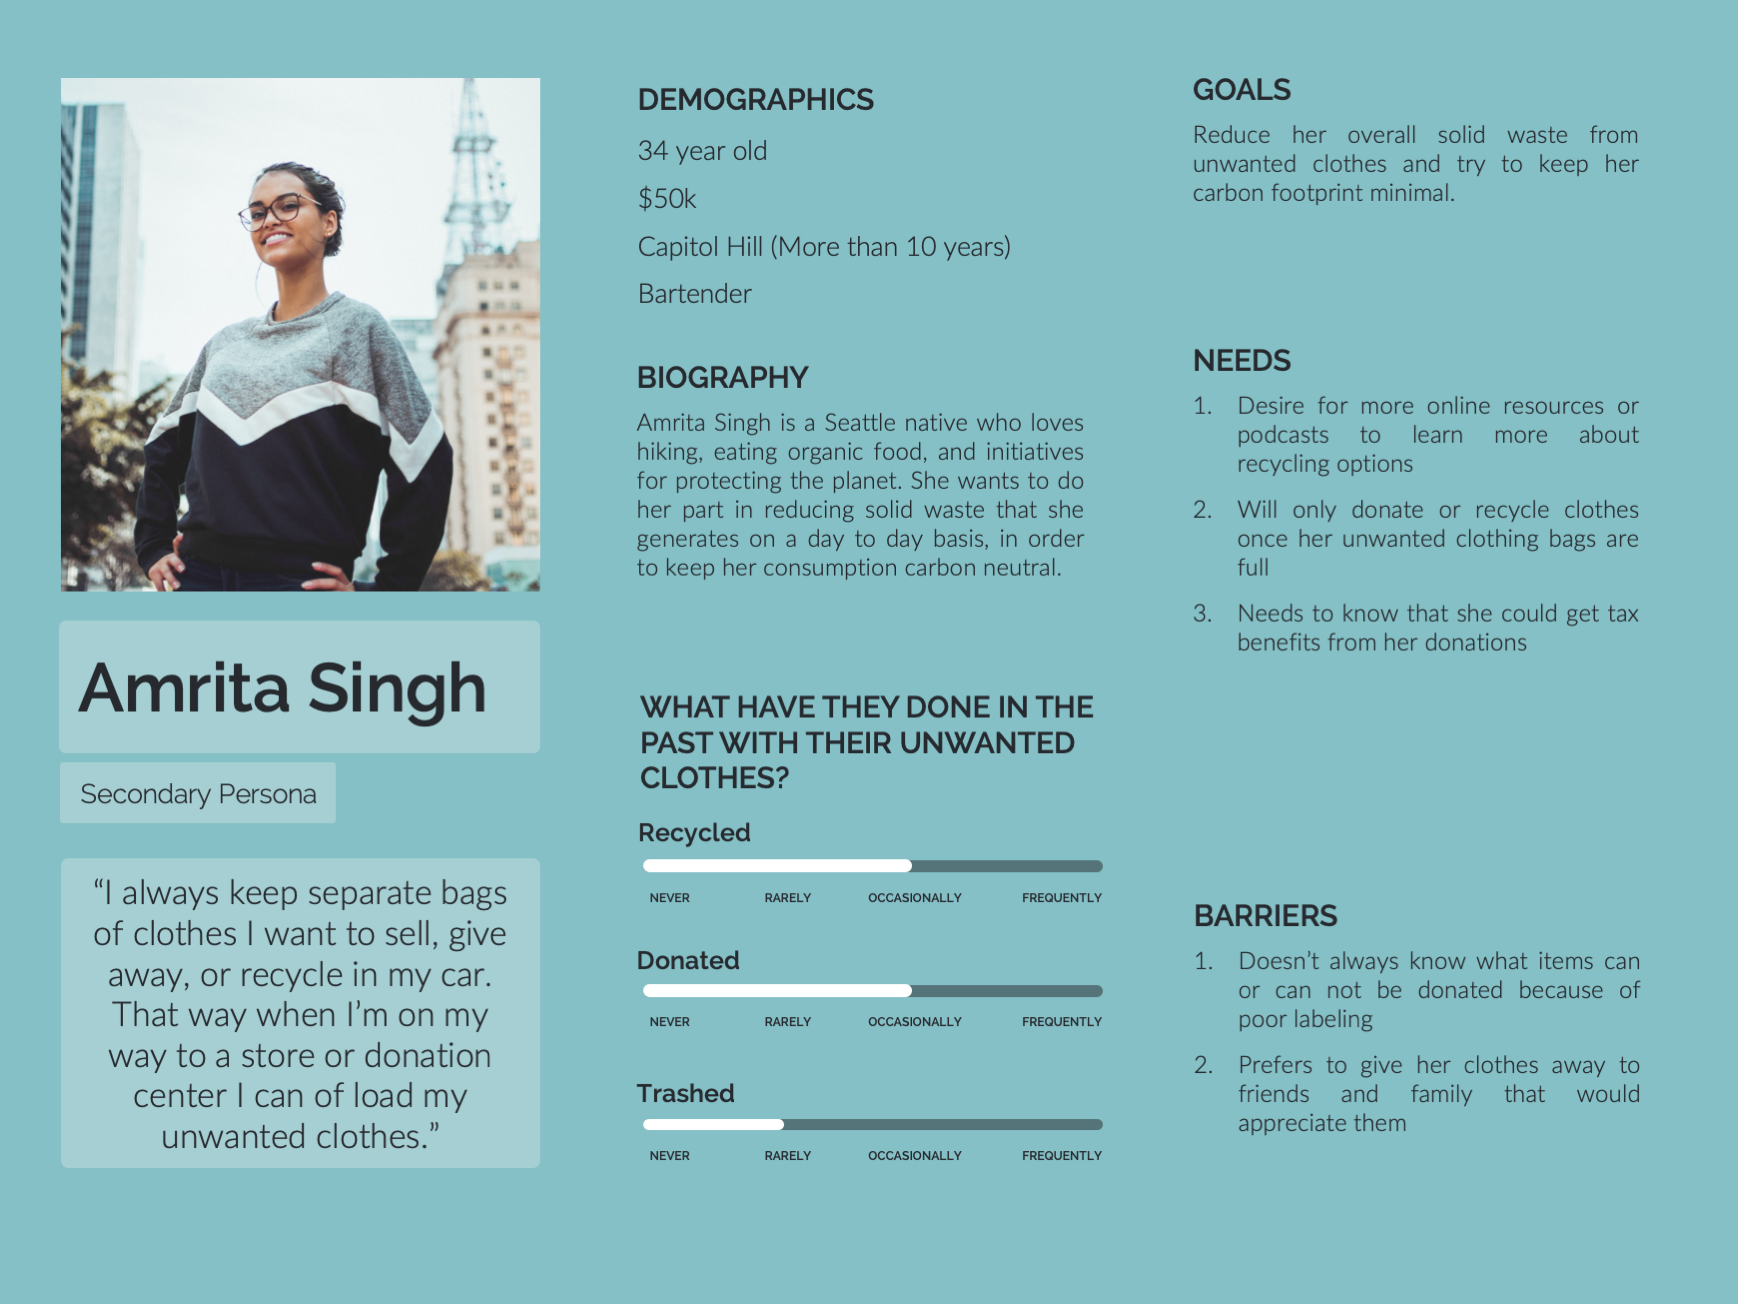 Amrita Singh
Secondary Persona
“I always keep separate bags
of clothes I want to sell, give
away, or recycle in my car.
That way when I’m on my
way to a store or donation
center I can of load my
unwanted clothes.”
DEMOGRAPHICS
34 year old
$50k
Capitol Hill (More than 10 years)
Bartender
BIOGRAPHY
Amrita Singh is a Seattle native who loves
hiking, eating organic food, and initiatives
for protecting the planet. She wants to do
her part in reducing solid waste that she
generates on a day to day basis, in order
to keep her consumption carbon neutral.
WHAT HAVE THEY DONE IN THE
PAST WITH THEIR UNWANTED
CLOTHES?
Recycled
NEVER RARELY OCCASIONALLY FREQUENTLY
Donated
NEVER RARELY OCCASIONALLY FREQUENTLY
Trashed
NEVER RARELY OCCASIONALLY FREQUENTLY
GOALS
Reduce her overall solid waste from
unwanted clothes and try to keep her
carbon footprint minimal.
NEEDS
1. Desire for more online resources or
podcasts to learn more about
recycling options
2. Will only donate or recycle clothes
once her unwanted clothing bags are
full
3. Needs to know that she could get tax
benefits from her donations
BARRIERS
1. Doesn’t always know what items can
or can not be donated because of
poor labeling
2. Prefers to give her clothes away to
friends and family that would
appreciate them